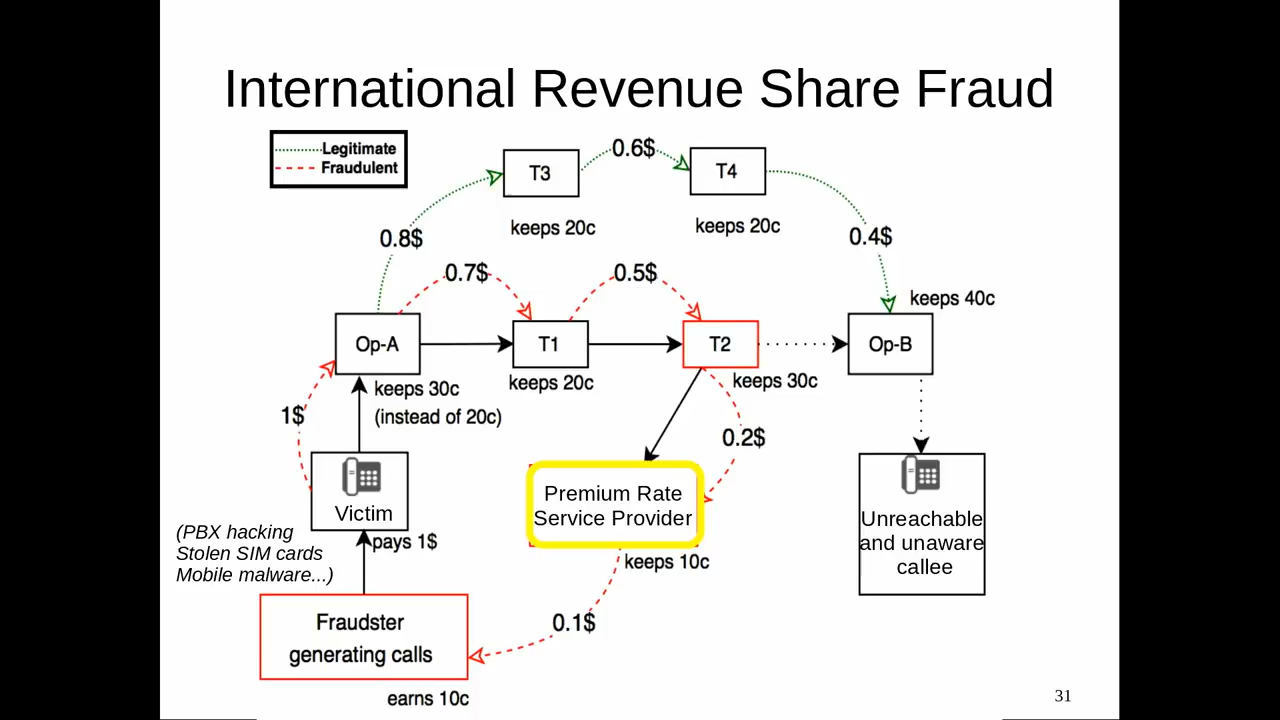 International Revenue Share Fraud
Legitimate
Fraudulent
0.6$
T3
T4
keeps 20c
keeps 20c
0.8$
0.4$
0.7$
0.5$
keeps 40c
Op-A
T1
T2
Op-B
keeps 20c
keeps 30c
keeps 30c
(instead of 20c)
1$
0.2$
Victim
Premium Rate
Service Provider
Unreachable
and unaware
callee
(PBX hacking
Stolen SIM cards
Mobile malware...)
pays 1$
keeps 10c
0.1$
Fraudster
generating calls
earns 10c
31